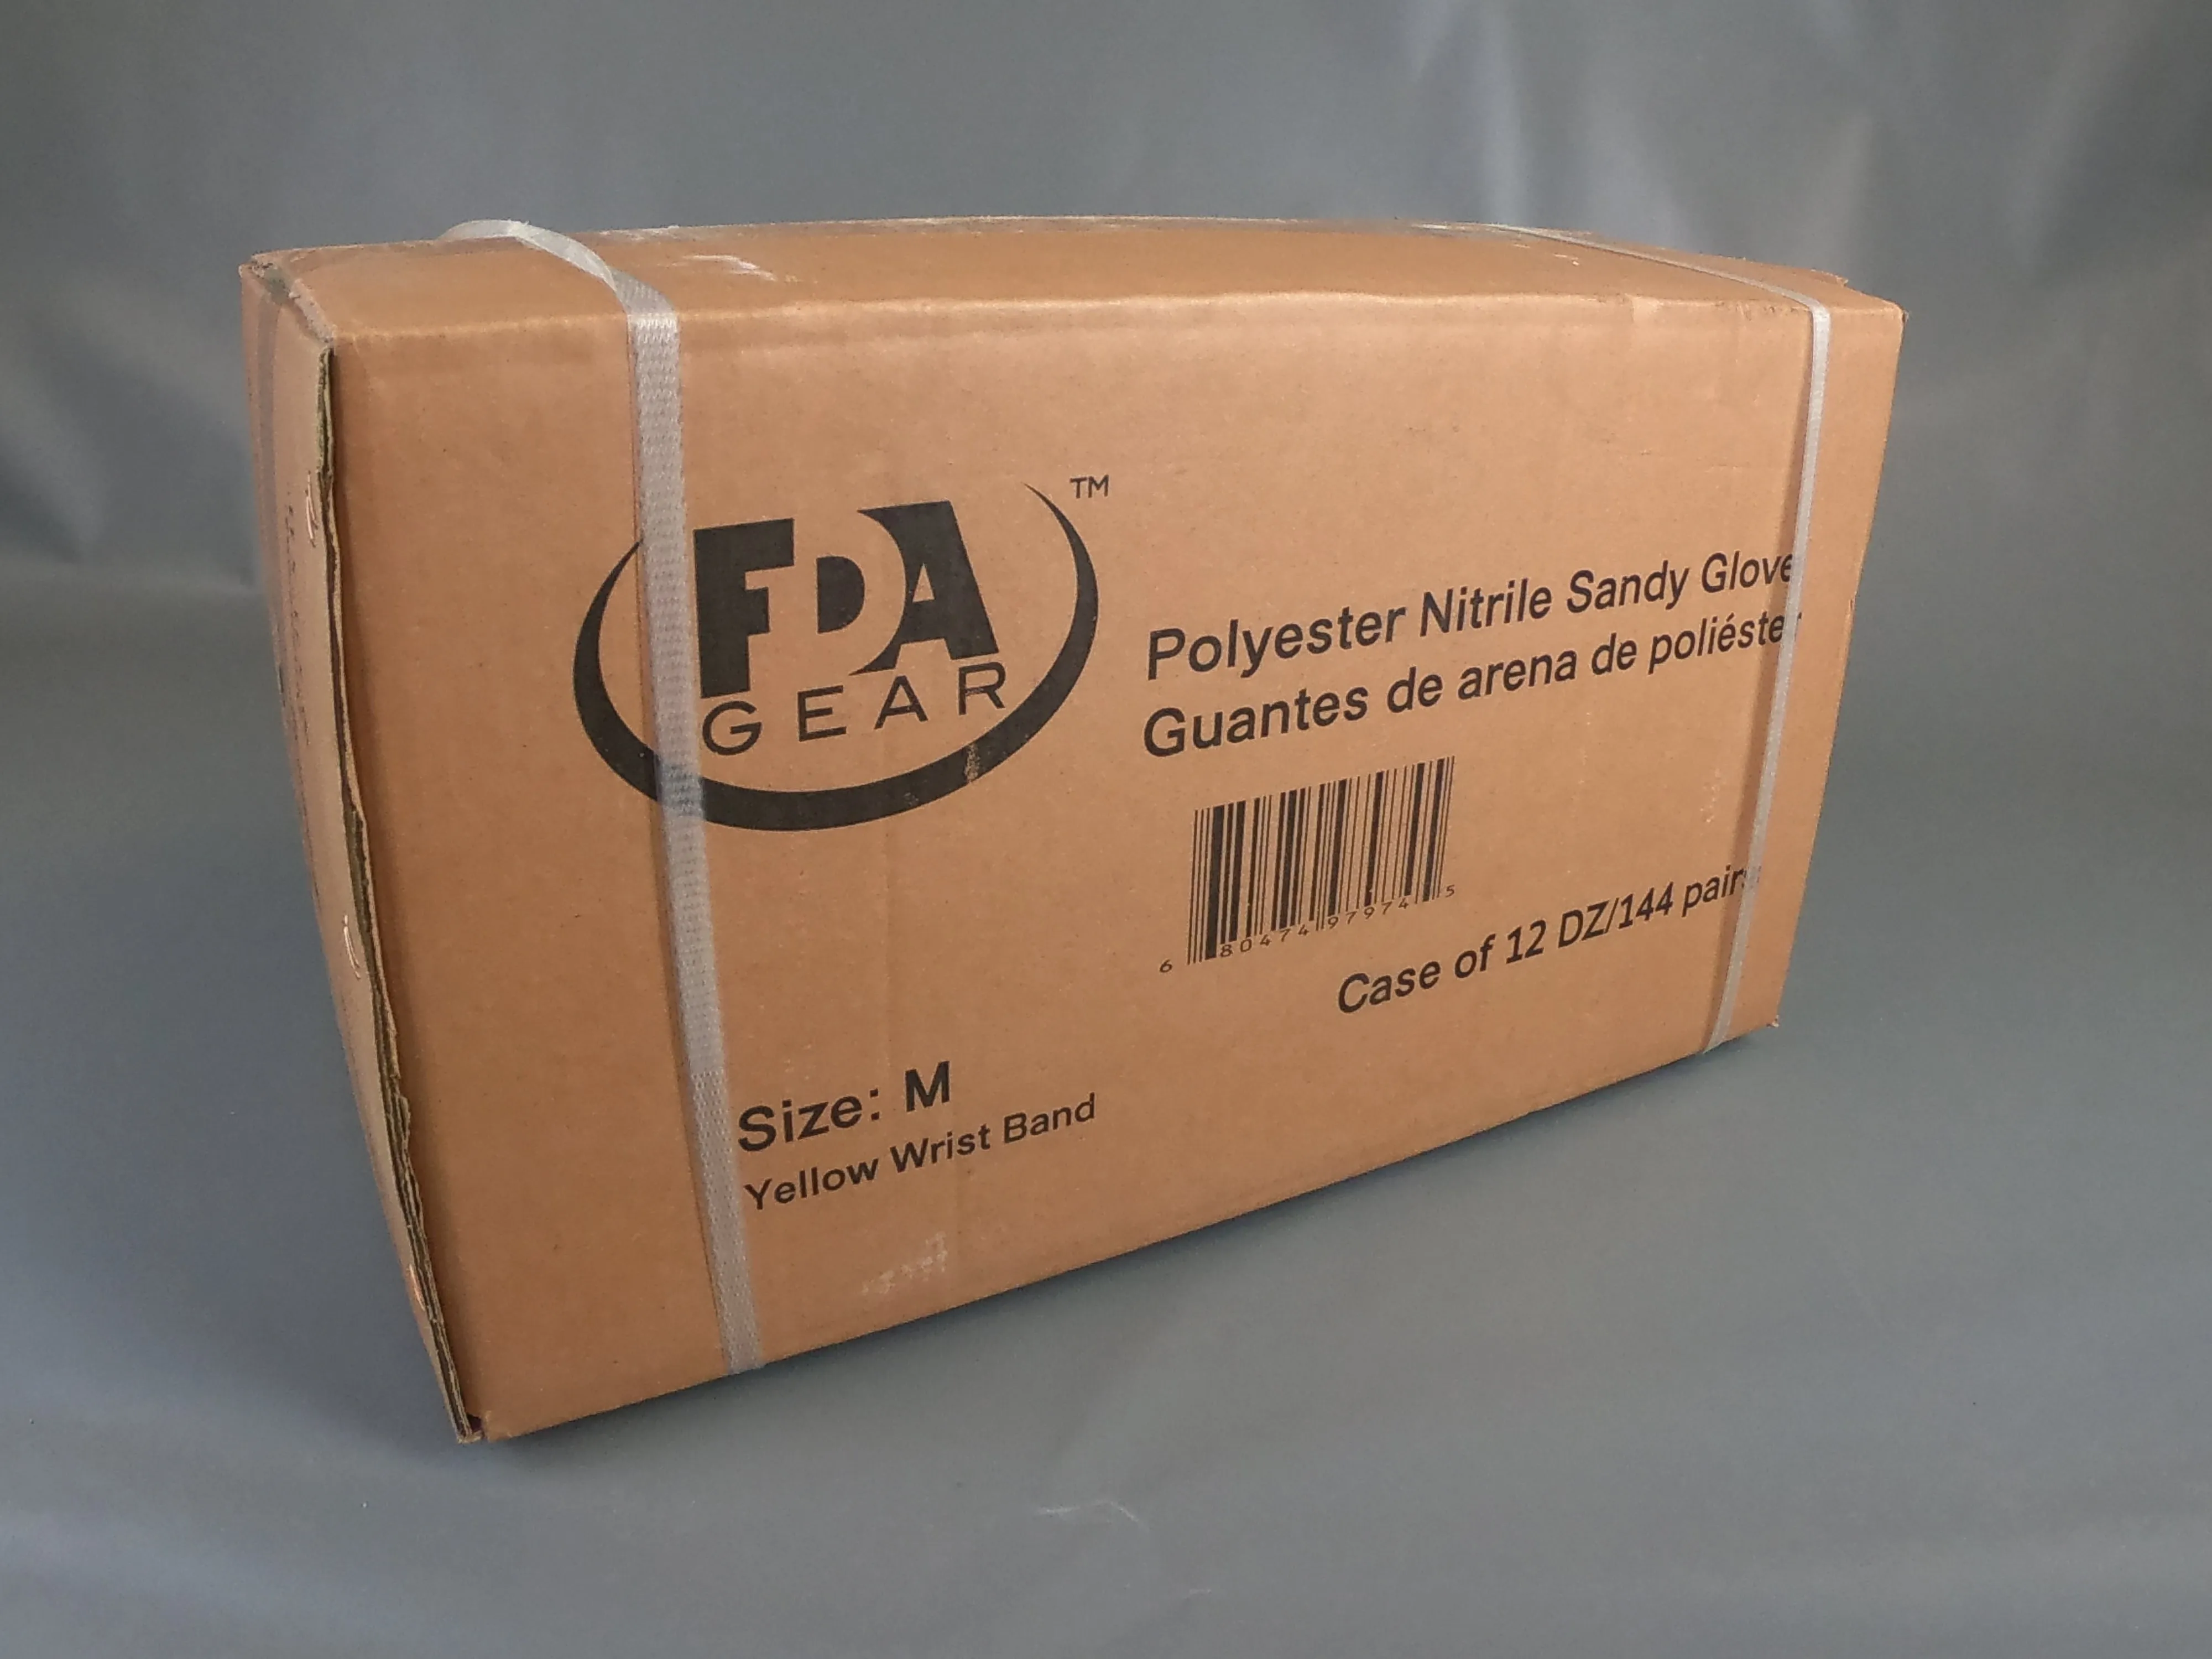 FDA
GEAR
TM
Polyester Nitrile Sandy Glove
Guantes de arena de poliéster
6 80474 97974 5
Case of 12 DZ/144 pairs
Size: M
Yellow Wrist Band